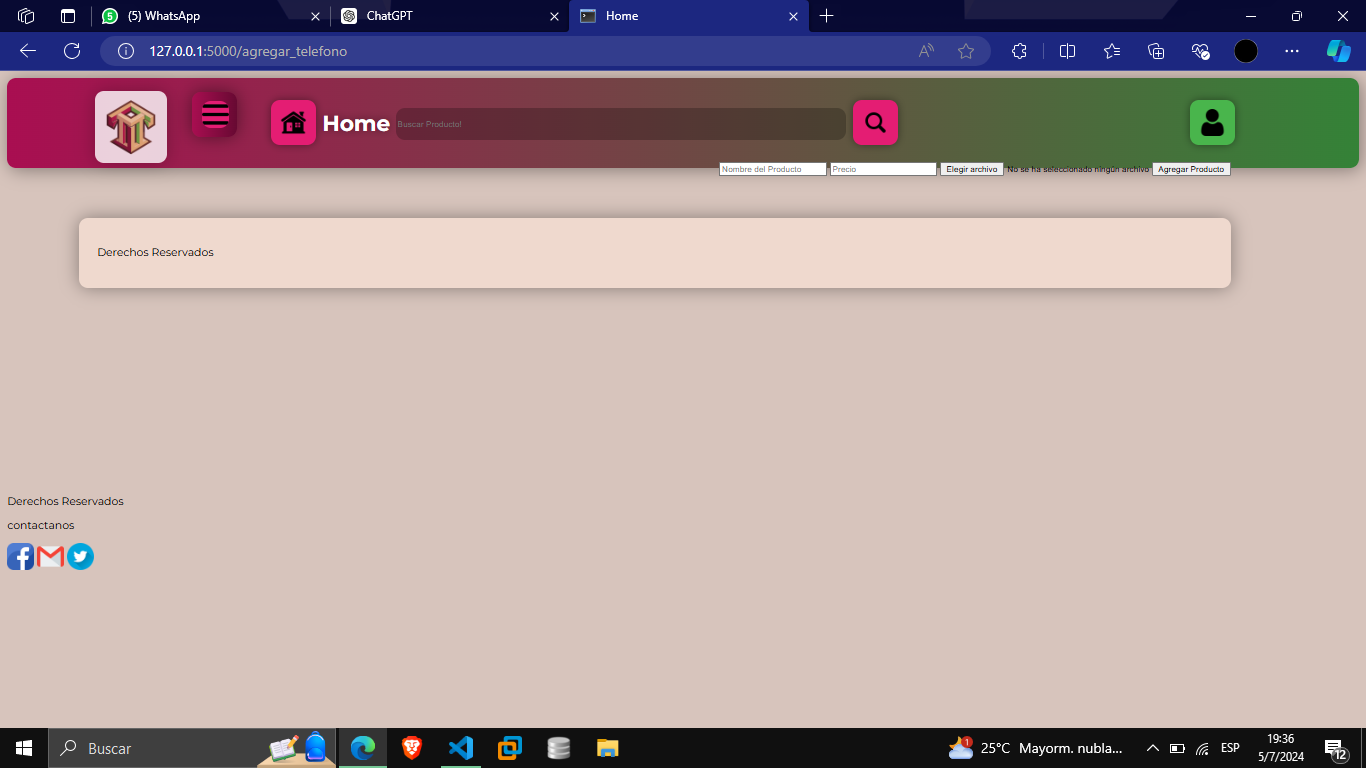 (5) WhatsApp
ChatGPT
Home
127.0.0.1:5000/agregar_telefono
Home
Buscar Producto!
Nombre del Producto
Precio
Elegir archivo
No se ha seleccionado ningún archivo
Agregar Producto
Derechos Reservados
Derechos Reservados
contactanos
Buscar
1
25°C Mayorm. nubla...
ESP
19:36
5/7/2024
12